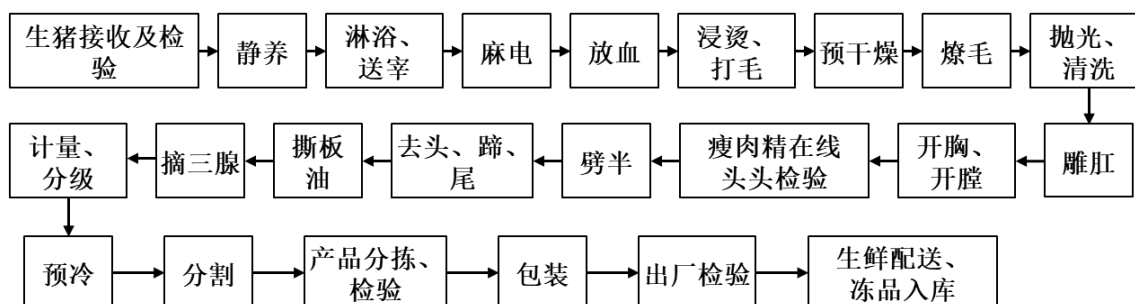 生猪接收及检
验
静养
淋浴、
送宰
麻电
放血
浸烫、
打毛
预干燥
燎毛
抛光、
清洗
雕肛
开胸、
开膛
瘦肉精在线
头头检验
劈半
去头、蹄、
尾
撕板
油
摘三腺
计量、
分级
预冷
分割
产品分拣、
检验
包装
出厂检验
生鲜配送、
冻品入库